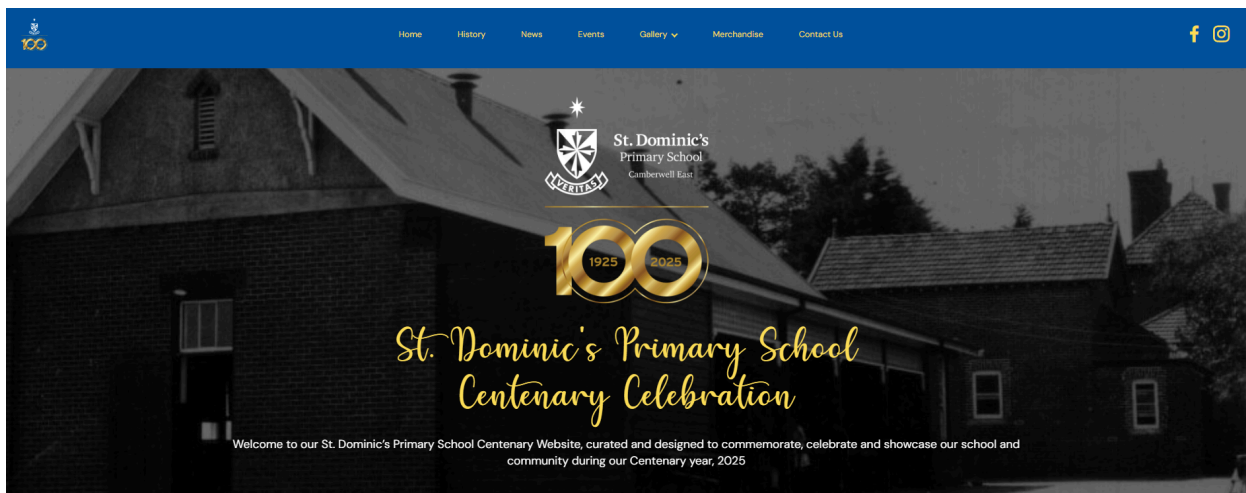 100
Home History News Events Gallery Merchandise Contact Us
St. Dominic's
Primary School
Camberwell East
VERITAS
100
1925 2025
St. Dominic's Primary School
Centenary Celebration
Welcome to our St. Dominic's Primary School Centenary Website, curated and designed to commemorate, celebrate and showcase our school and
community during our Centenary year, 2025